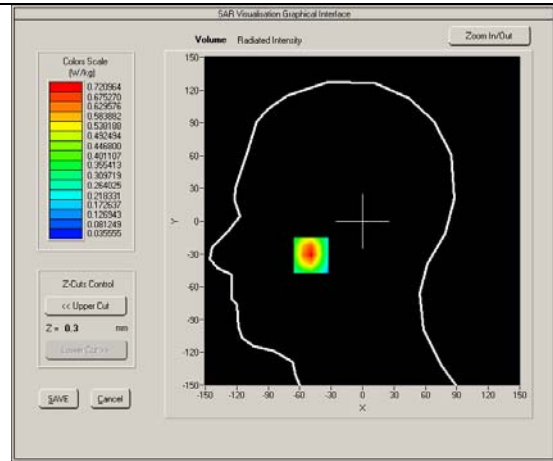 SAR Visualisation Graphical Interface
Volume Radiated Intensity
Zoom In/Out
Colors Scale
(W/kg)
0.720964
0.675270
0.629576
0.583882
0.538188
0.492494
0.446800
0.401107
0.355413
0.309719
0.264025
0.218331
0.172637
0.126943
0.081249
0.035555
Z-Cuts Control
<< Upper Cut
Z = 0.3 mm
Lower Cut >>
SAVE Cancel
150
120
90
60
30
0
-30
-60
-90
-120
-150
Y
-150 -120 -90 -60 -30 0 30 60 90 120 150
X